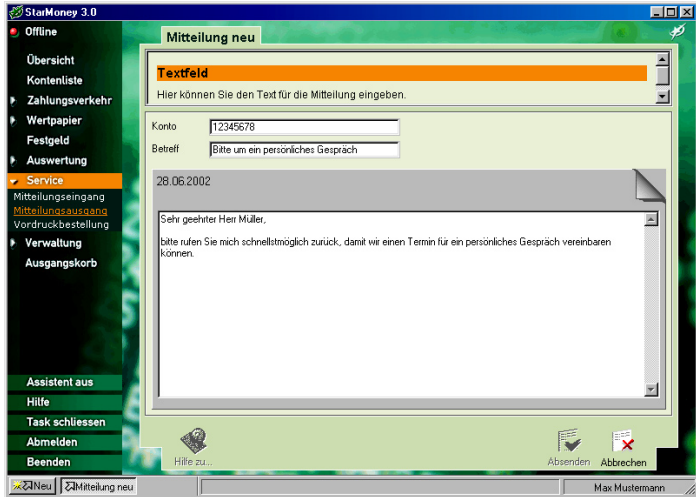 StarMoney 3.0
Offline
Übersicht
Kontenliste
Zahlungsverkehr
Wertpapier
Festgeld
Auswertung
Service
Mitteilungseingang
Mitteilungsausgang
Vordruckbestellung
Verwaltung
Ausgangskorb
Assistent aus
Hilfe
Task schliessen
Abmelden
Beenden
Mitteilung neu
Textfeld
Hier können Sie den Text für die Mitteilung eingeben.
Konto 12345678
Betreff Bitte um ein persönliches Gespräch
28.06.2002
Sehr geehrter Herr Müller,
bitte rufen Sie mich schnellstmöglich zurück, damit wir einen Termin für ein persönliches Gespräch vereinbaren
können.
Hilfe zu...
Absenden Abbrechen
Neu Mitteilung neu Max Mustermann